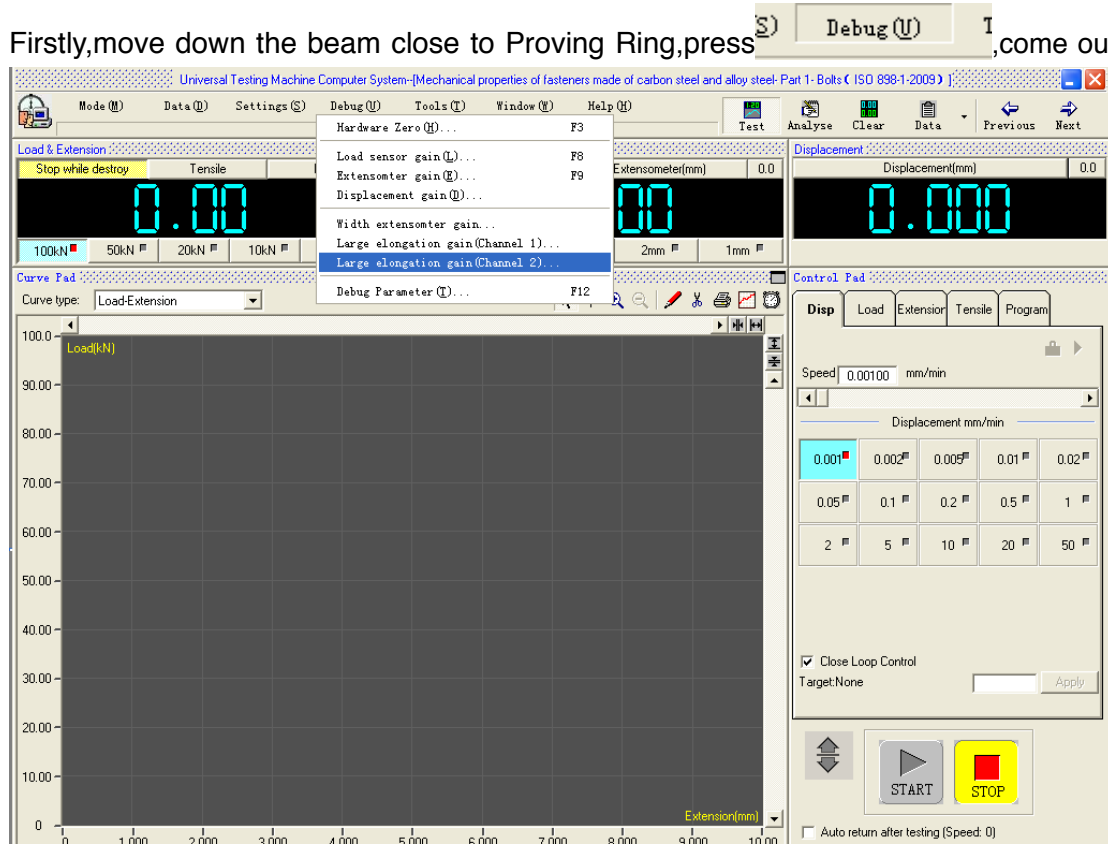 Firstly,move down the beam close to Proving Ring,press S) Debug(U) ,come ou
Universal Testing Machine Computer System--[Mechanical properties of fasteners made of carbon steel and alloy steel- Part 1- Bolts ( ISO 898-1-2009 ) ]
Mode(M) Data(D) Settings(S) Debug(U) Tools(T) Window(W) Help(H)
Test Analyse Clear Data Previous Next
Hardware Zero(H)... F3
Load sensor gain(L)... F8
Extensomter gain(E)... F9
Displacement gain(D)...
Width extensomter gain...
Large elongation gain(Channel 1)...
Large elongation gain(Channel 2)...
Debug Parameter(T)... F12
Load & Extension
Stop while destroy Tensile Extensometer(mm) 0.0
0.00 00
100kN 50kN 20kN 10kN 2mm 1mm
Displacement
Displacement(mm) 0.0
0.000
Curve Pad
Curve type: Load-Extension
Load(kN)
100.0
90.00
80.00
70.00
60.00
50.00
40.00
30.00
20.00
10.00
0
Extension(mm)
0 1.000 2.000 3.000 4.000 5.000 6.000 7.000 8.000 9.000 10.00
Control Pad
Disp Load Extension Tensile Program
Speed 0.00100 mm/min
Displacement mm/min
0.001 0.002 0.005 0.01 0.02
0.05 0.1 0.2 0.5 1
2 5 10 20 50
Close Loop Control
Target:None Apply
START STOP
Auto return after testing (Speed: 0)